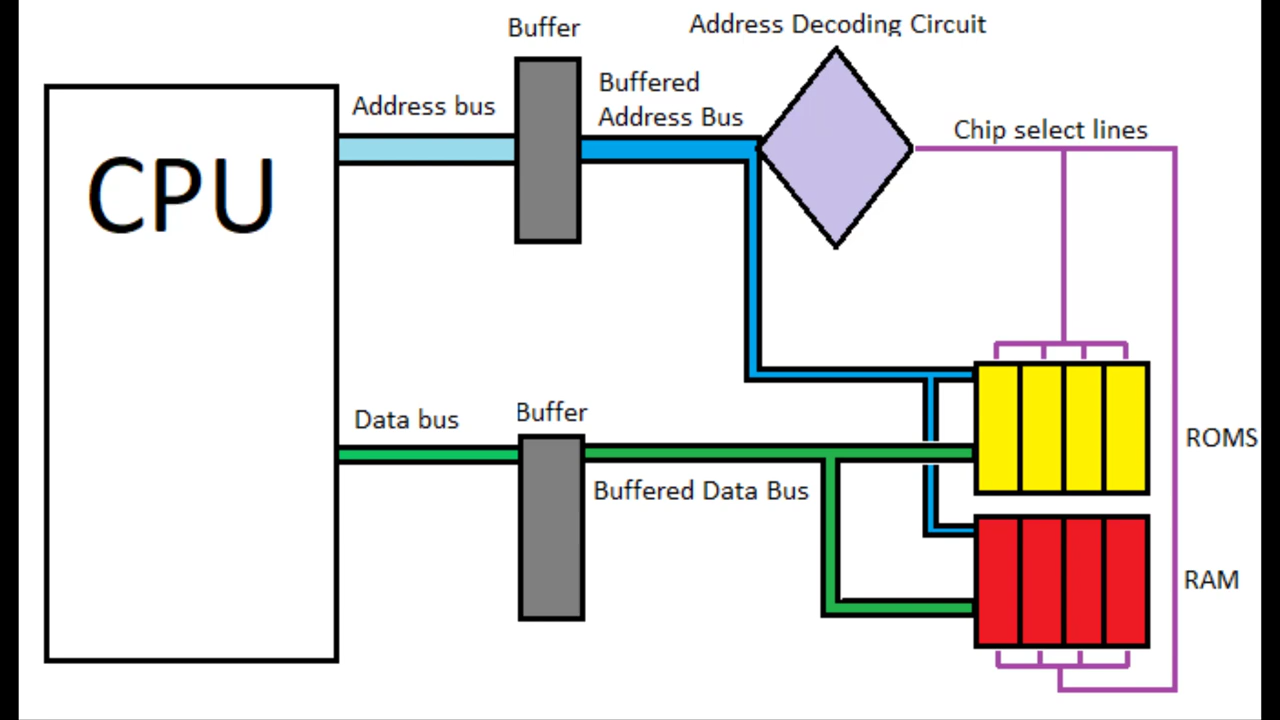 Buffer
Address Decoding Circuit
Address bus
Buffered
Address Bus
Chip select lines
CPU
Data bus
Buffer
Buffered Data Bus
ROMS
RAM